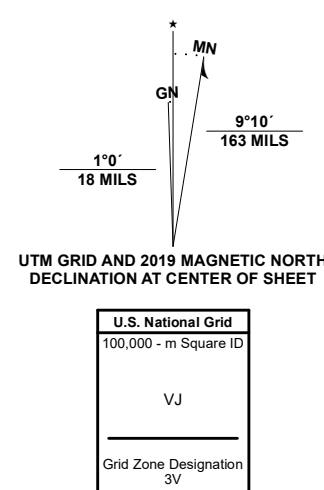 MN
GN
9°10´
163 MILS
1°0´
18 MILS
UTM GRID AND 2019 MAGNETIC NORTH
DECLINATION AT CENTER OF SHEET
U.S. National Grid
100,000 - m Square ID
VJ
Grid Zone Designation
3V